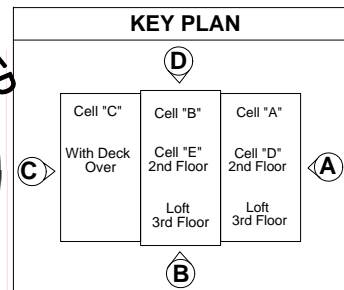 KEY PLAN
D
Cell "C"
With Deck
Over
Cell "B"
Cell "E"
2nd Floor
Loft
3rd Floor
Cell "A"
Cell "D"
2nd Floor
Loft
3rd Floor
C
A
B